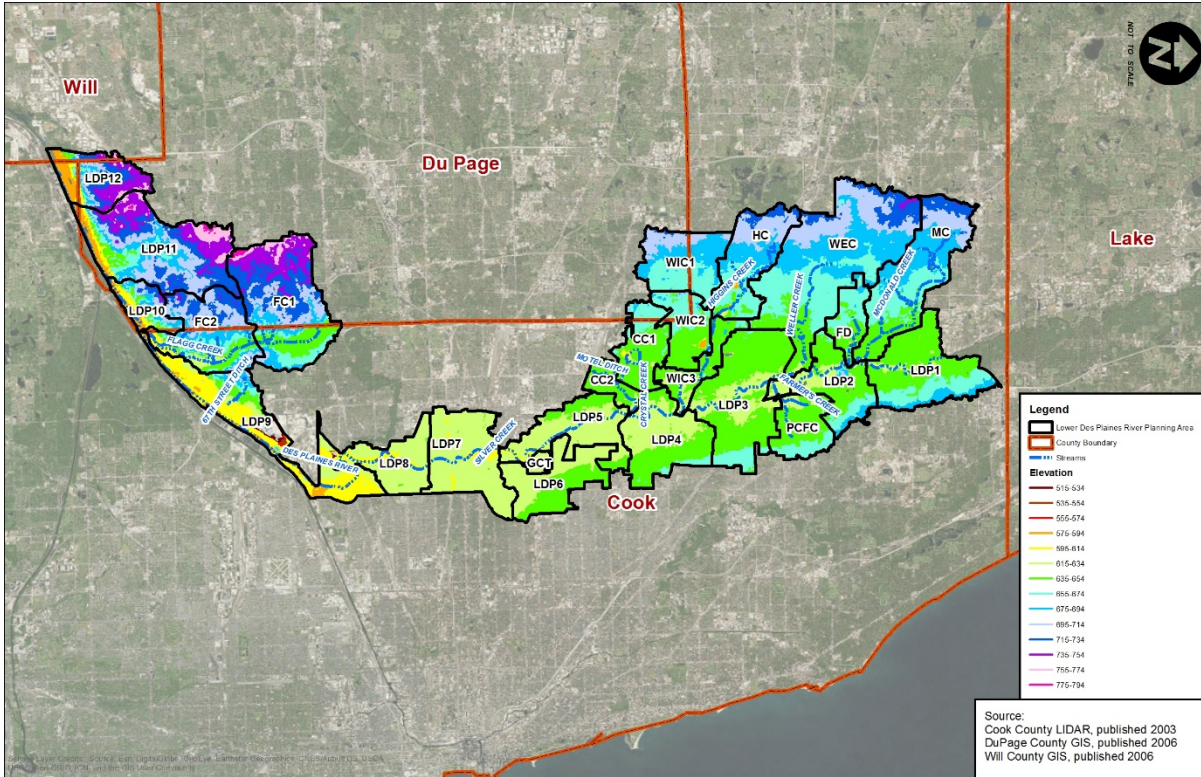 NOT TO SCALE
N
Will
Du Page
Lake
Cook
LDP12
LDP11
LDP10
FC1
FC2
FLAGG CREEK
67TH STREET DITCH
LDP9
DES PLAINES RIVER
LDP8
LDP7
SILVER CREEK
GCT
LDP6
LDP5
LDP4
CC1
CC2
MOTEL DITCH
CRYSTAL CREEK
WIC1
WIC2
WIC3
HC
HIGGINS CREEK
WEC
WELLER CREEK
MC
MCDONALD CREEK
FD
LDP1
LDP2
LDP3
FARMER'S CREEK
PCFC
Legend
Lower Des Plaines River Planning Area
County Boundary
Streams
Elevation
515-534
535-554
555-574
575-594
595-614
615-634
635-654
655-674
675-694
695-714
715-734
735-754
755-774
775-794
Source:
Cook County LIDAR, published 2003
DuPage County GIS, published 2006
Will County GIS, published 2006